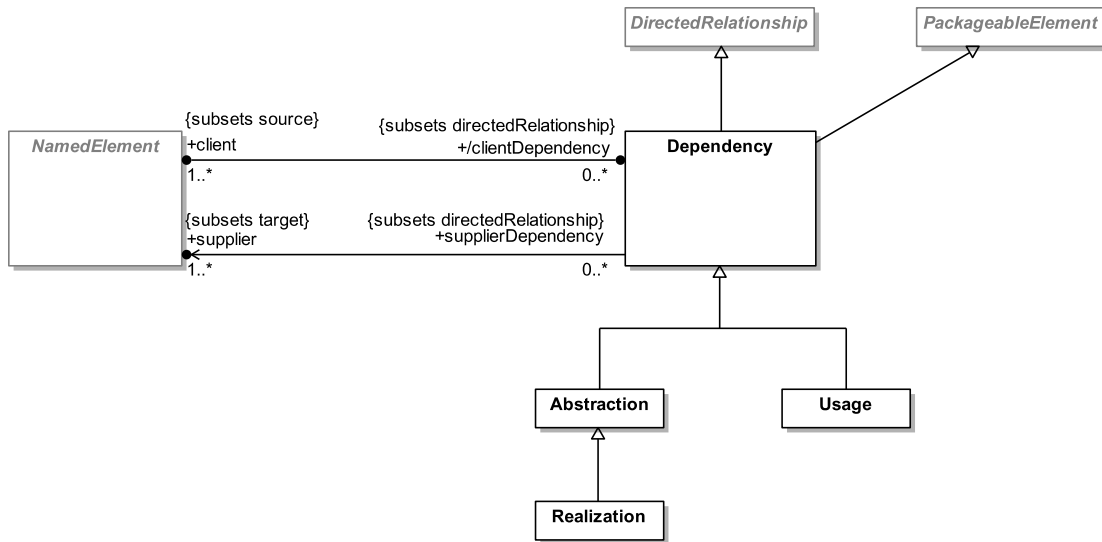 DirectedRelationship
PackageableElement
{subsets source}
{subsets directedRelationship}
NamedElement
+client
+/clientDependency
Dependency
1..*
0..*
{subsets target}
{subsets directedRelationship}
+supplier
+supplierDependency
1..*
0..*
Abstraction
Usage
Realization